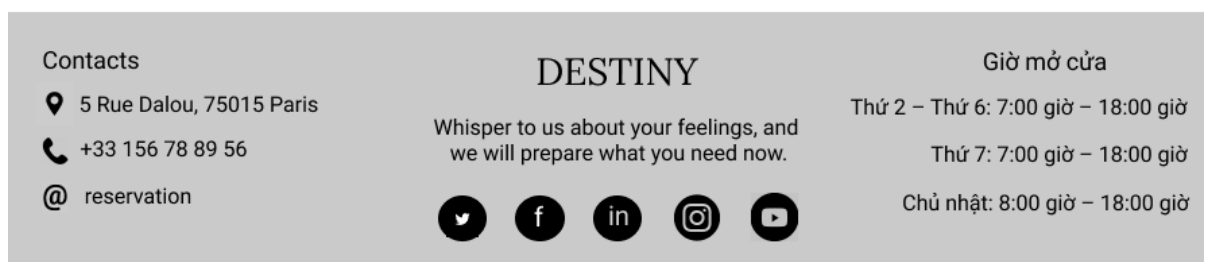 Contacts
5 Rue Dalou, 75015 Paris
+33 156 78 89 56
@ reservation
DESTINY
Whisper to us about your feelings, and
we will prepare what you need now.
f
in
Giờ mở cửa
Thứ 2 – Thứ 6: 7:00 giờ – 18:00 giờ
Thứ 7: 7:00 giờ – 18:00 giờ
Chủ nhật: 8:00 giờ – 18:00 giờ